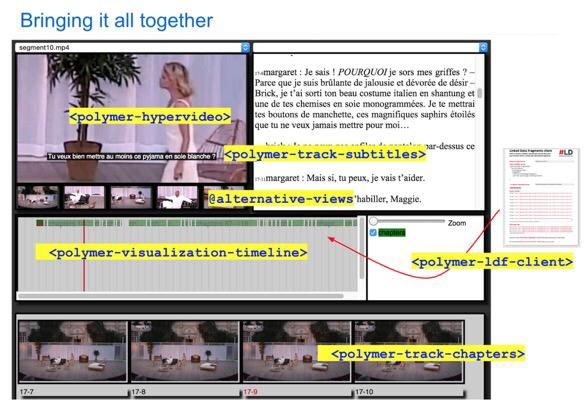 Bringing it all together
segment10.mp4
17-8 margaret : Je sais ! POURQUOI je sors mes griffes ? –
Parce que je suis brûlante de jalousie et dévorée de désir –
Brick, je t'ai sorti ton beau costume italien en shantung et
une de tes chemises en soie monogrammées. Je te mettrai
tes boutons de manchette, ces magnifiques saphirs étoilés
que tu ne veux jamais mettre pour moi…
<polymer-hypervideo>
Tu veux bien mettre au moins ce pyjama en soie blanche ?
<polymer-track-subtitles>
par-dessus ce
17-11 margaret : Mais si, tu peux, je vais t'aider.
@alternative-views
'habiller, Maggie.
Linked Data Fragments client
#LD
Zoom
chapters
<polymer-visualization-timeline>
<polymer-ldf-client>
<polymer-track-chapters>
17-7
17-8
17-9
17-10